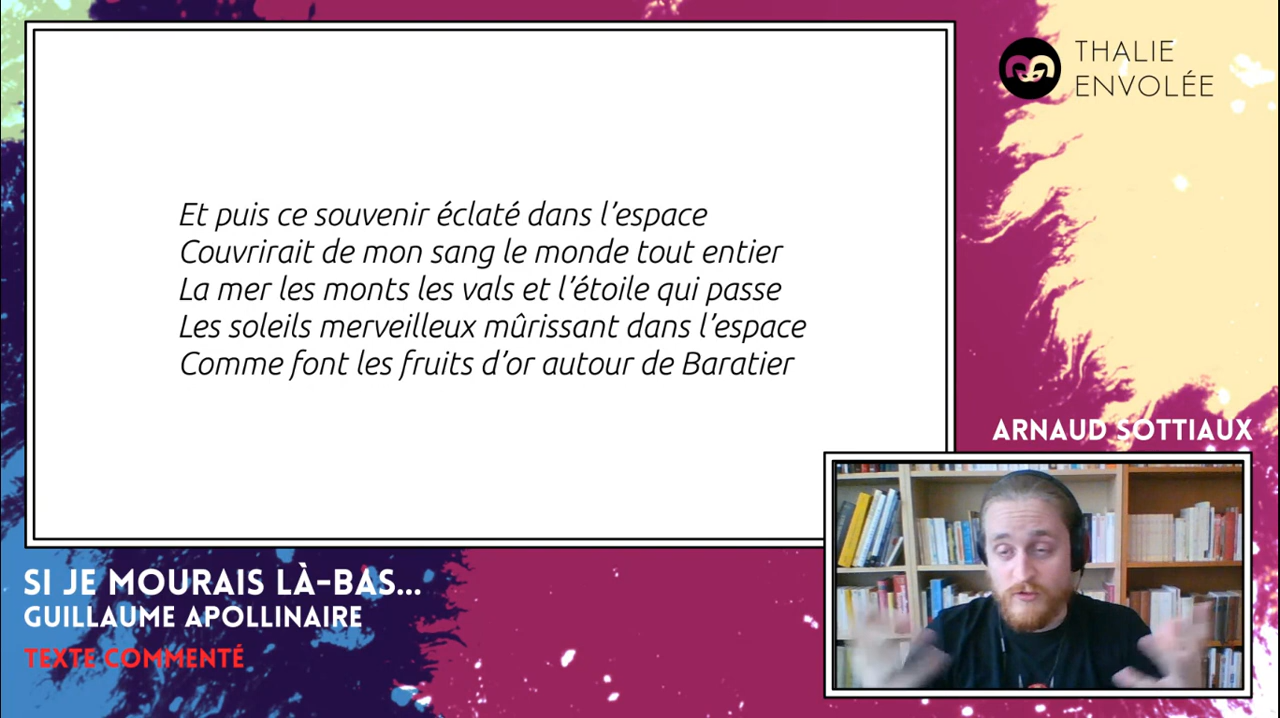 THALIE
ENVOLÉE
Et puis ce souvenir éclaté dans l’espace
Couvrirait de mon sang le monde tout entier
La mer les monts les vals et l’étoile qui passe
Les soleils merveilleux mûrissant dans l’espace
Comme font les fruits d’or autour de Baratier
ARNAUD SOTTIAUX
SI JE MOURAIS LÀ-BAS...
GUILLAUME APOLLINAIRE
TEXTE COMMENTÉ